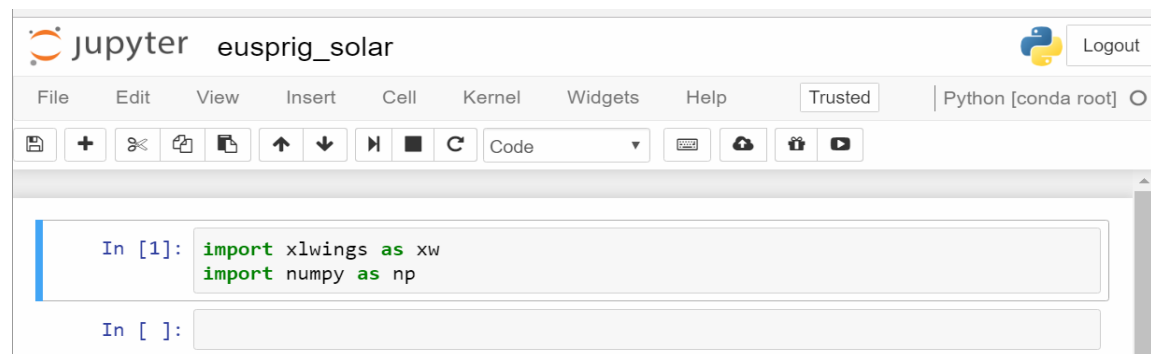 jupyter eusprig_solar Logout
File Edit View Insert Cell Kernel Widgets Help Trusted Python [conda root]
Code
In [1]: import xlwings as xw
import numpy as np
In [ ]: